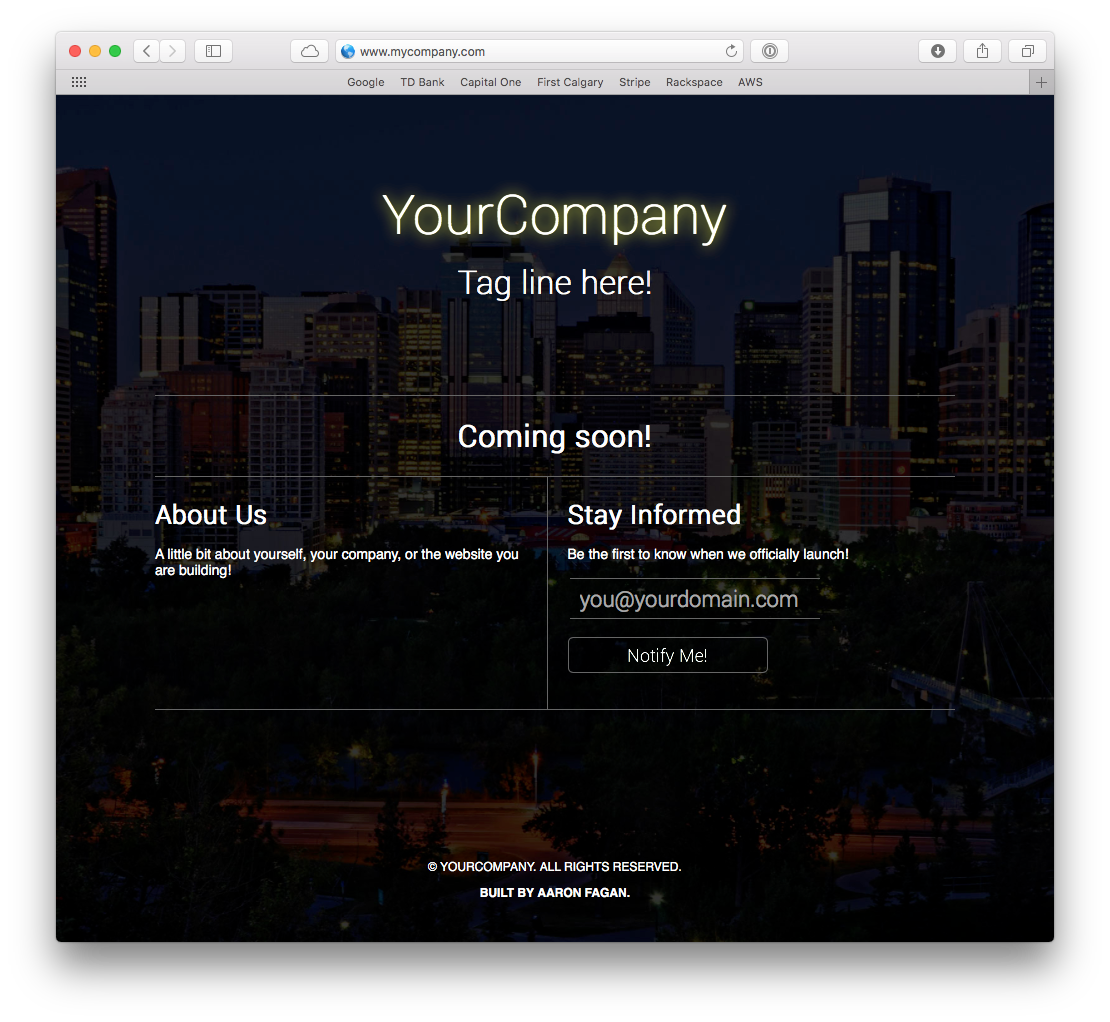 www.mycompany.com
Google TD Bank Capital One First Calgary Stripe Rackspace AWS
YourCompany
Tag line here!
Coming soon!
About Us
A little bit about yourself, your company, or the website you
are building!
Stay Informed
Be the first to know when we officially launch!
you@yourdomain.com
Notify Me!
© YOURCOMPANY. ALL RIGHTS RESERVED.
BUILT BY AARON FAGAN.